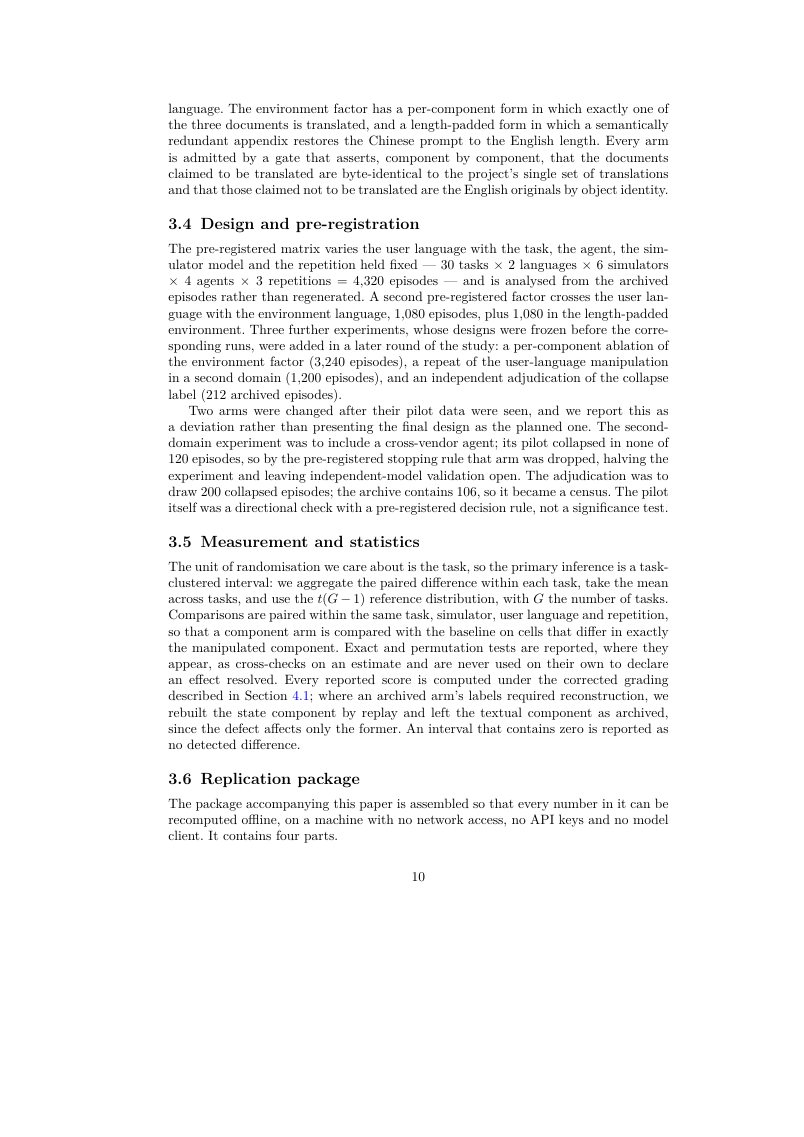 language. The environment factor has a per-component form in which exactly one of
the three documents is translated, and a length-padded form in which a semantically
redundant appendix restores the Chinese prompt to the English length. Every arm
is admitted by a gate that asserts, component by component, that the documents
claimed to be translated are byte-identical to the project's single set of translations
and that those claimed not to be translated are the English originals by object identity.
3.4 Design and pre-registration
The pre-registered matrix varies the user language with the task, the agent, the sim-
ulator model and the repetition held fixed — 30 tasks × 2 languages × 6 simulators
× 4 agents × 3 repetitions = 4,320 episodes — and is analysed from the archived
episodes rather than regenerated. A second pre-registered factor crosses the user lan-
guage with the environment language, 1,080 episodes, plus 1,080 in the length-padded
environment. Three further experiments, whose designs were frozen before the corre-
sponding runs, were added in a later round of the study: a per-component ablation of
the environment factor (3,240 episodes), a repeat of the user-language manipulation
in a second domain (1,200 episodes), and an independent adjudication of the collapse
label (212 archived episodes).
Two arms were changed after their pilot data were seen, and we report this as
a deviation rather than presenting the final design as the planned one. The second-
domain experiment was to include a cross-vendor agent; its pilot collapsed in none of
120 episodes, so by the pre-registered stopping rule that arm was dropped, halving the
experiment and leaving independent-model validation open. The adjudication was to
draw 200 collapsed episodes; the archive contains 106, so it became a census. The pilot
itself was a directional check with a pre-registered decision rule, not a significance test.
3.5 Measurement and statistics
The unit of randomisation we care about is the task, so the primary inference is a task-
clustered interval: we aggregate the paired difference within each task, take the mean
across tasks, and use the t(G − 1) reference distribution, with G the number of tasks.
Comparisons are paired within the same task, simulator, user language and repetition,
so that a component arm is compared with the baseline on cells that differ in exactly
the manipulated component. Exact and permutation tests are reported, where they
appear, as cross-checks on an estimate and are never used on their own to declare
an effect resolved. Every reported score is computed under the corrected grading
described in Section 4.1; where an archived arm's labels required reconstruction, we
rebuilt the state component by replay and left the textual component as archived,
since the defect affects only the former. An interval that contains zero is reported as
no detected difference.
3.6 Replication package
The package accompanying this paper is assembled so that every number in it can be
recomputed offline, on a machine with no network access, no API keys and no model
client. It contains four parts.
10